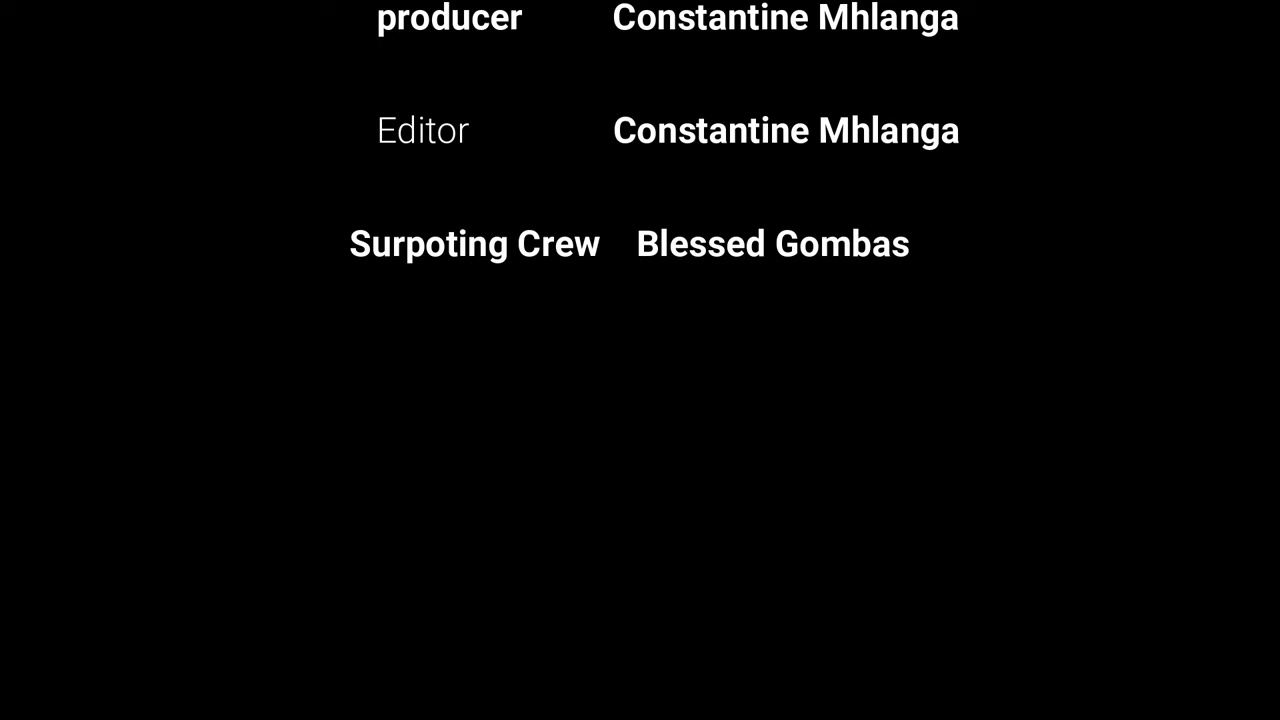 producer Constantine Mhlanga
Editor Constantine Mhlanga
Surpoting Crew Blessed Gombas